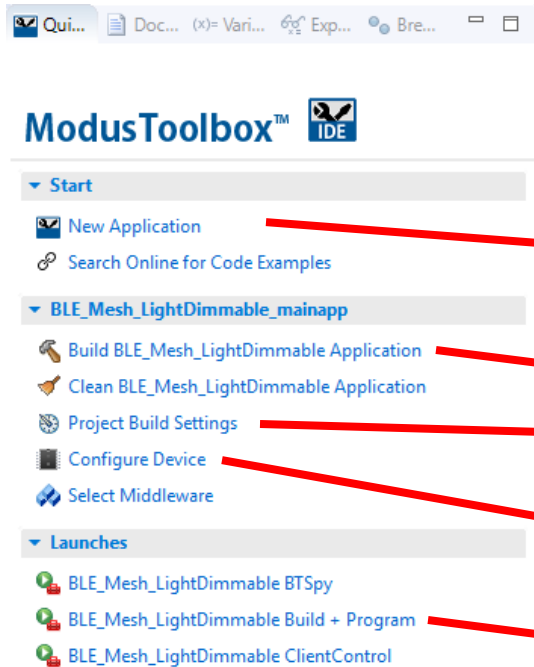 Qui... Doc... (x)= Vari... Exp... Bre...
ModusToolbox™ IDE
Start
New Application
Search Online for Code Examples
BLE_Mesh_LightDimmable_mainapp
Build BLE_Mesh_LightDimmable Application
Clean BLE_Mesh_LightDimmable Application
Project Build Settings
Configure Device
Select Middleware
Launches
BLE_Mesh_LightDimmable BTSpy
BLE_Mesh_LightDimmable Build + Program
BLE_Mesh_LightDimmable ClientControl